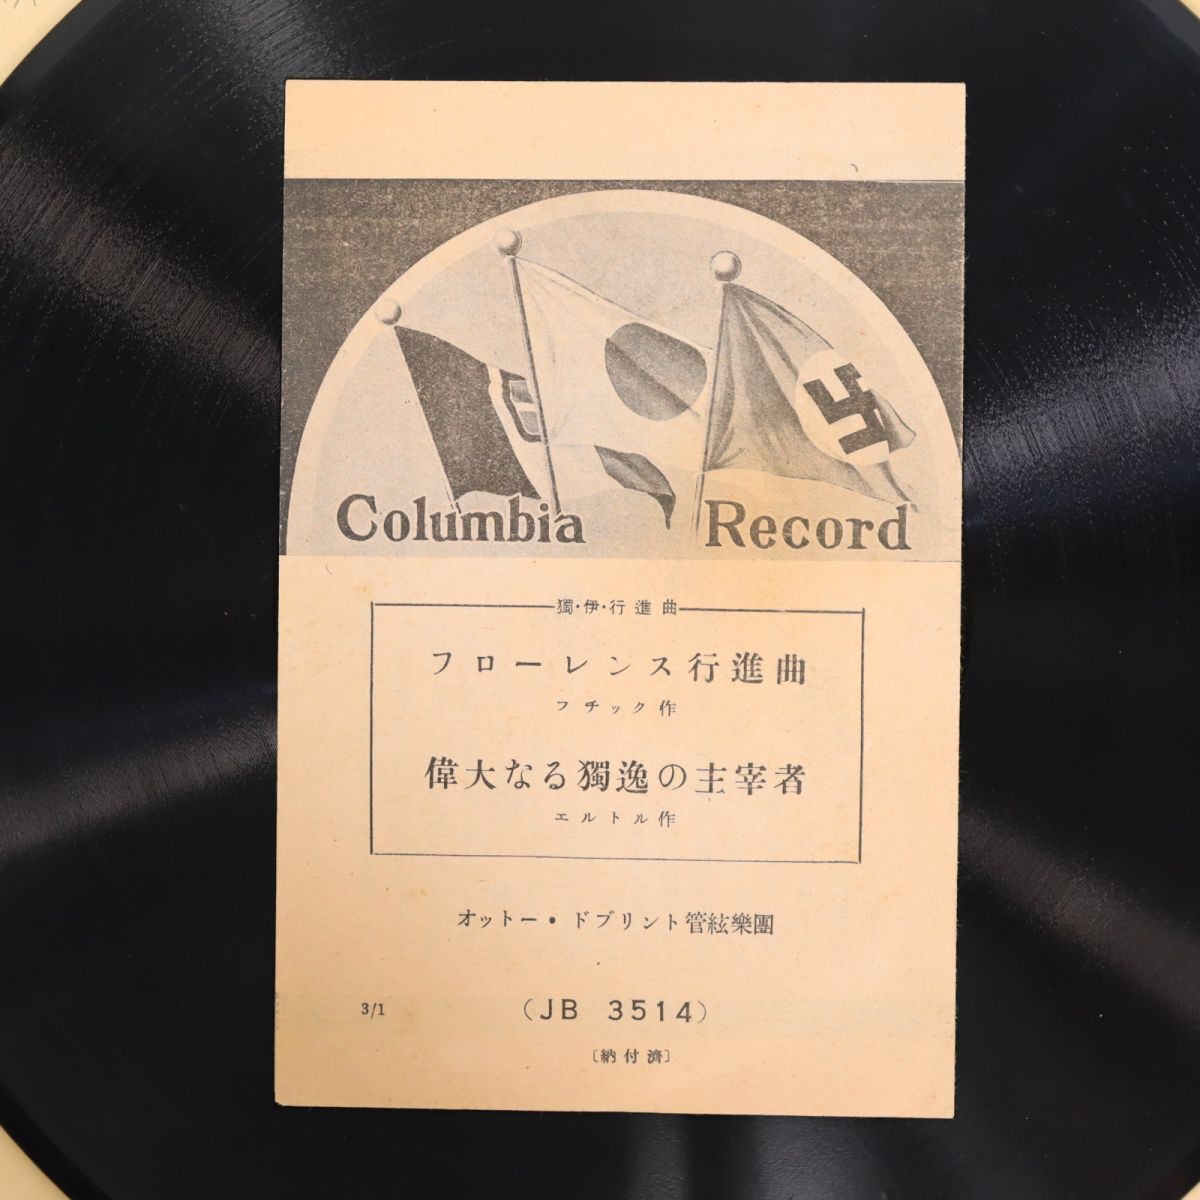 Columbia Record
獨・伊・行進曲
フローレンス行進曲
フチック作
偉大なる獨逸の主宰者
エルトル作
オットー・ドブリント管絃樂團
3/1
（JB 3514）
〔納付濟〕